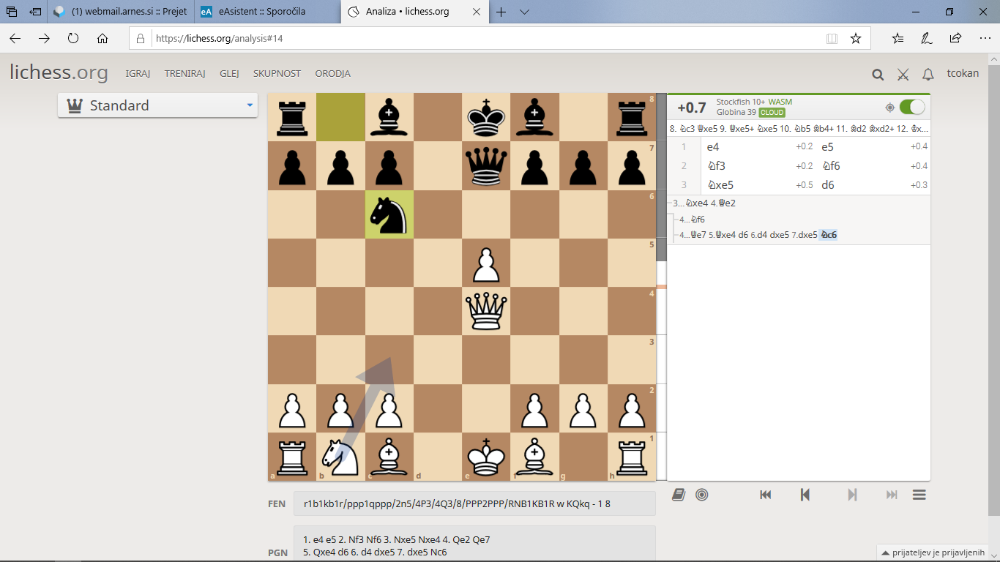 (1) webmail.arnes.si :: Prejet
eA eAsistent :: Sporočila
Analiza • lichess.org
https://lichess.org/analysis#14
lichess.org IGRAJ TRENIRAJ GLEJ SKUPNOST ORODJA tcokan
Standard
8
7
6
5
4
3
2
1
a b c d e f g h
+0.7 Stockfish 10+ WASM
Globina 39 CLOUD
8. ♘c3 ♕xe5 9. ♕xe5+ ♘xe5 10. ♘b5 ♗b4+ 11. ♗d2 ♗xd2+ 12. ♔x...
1 e4 +0.2 e5 +0.4
2 ♘f3 +0.2 ♘f6 +0.4
3 ♘xe5 +0.5 d6 +0.3
3... ♘xe4 4.♕e2
4... ♘f6
4... ♕e7 5.♕xe4 d6 6.d4 dxe5 7.dxe5 ♘c6
FEN r1b1kb1r/ppp1qppp/2n5/4P3/4Q3/8/PPP2PPP/RNB1KB1R w KQkq - 1 8
PGN 1. e4 e5 2. Nf3 Nf6 3. Nxe5 Nxe4 4. Qe2 Qe7
5. Qxe4 d6 6. d4 dxe5 7. dxe5 Nc6
prijateljev je prijavljenih